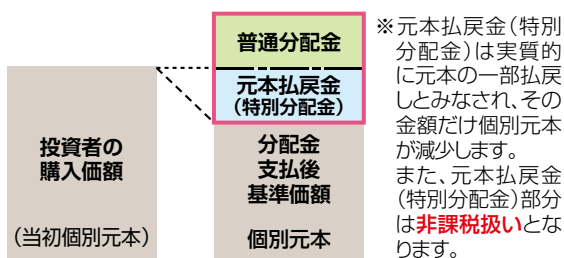 投資者の
購入価額
(当初個別元本)
普通分配金
元本払戻金
(特別分配金)
分配金
支払後
基準価額
個別元本
※元本払戻金(特別
分配金)は実質的
に元本の一部払戻
しとみなされ、その
金額だけ個別元本
が減少します。
また、元本払戻金
(特別分配金)部分
は非課税扱いとな
ります。